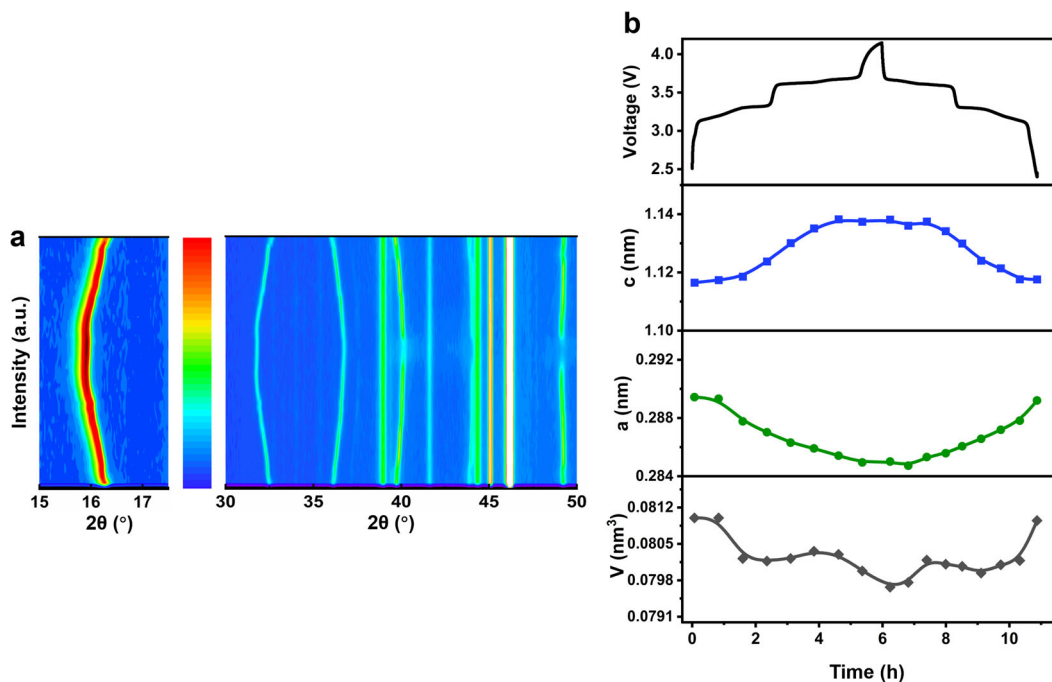 a
Intensity (a.u.)
15 16 17
2θ (°)
30 35 40 45 50
2θ (°)
b
Voltage (V)
4.0
3.5
3.0
2.5
c (nm)
1.14
1.12
1.10
a (nm)
0.292
0.288
0.284
V (nm³)
0.0812
0.0805
0.0798
0.0791
0 2 4 6 8 10
Time (h)